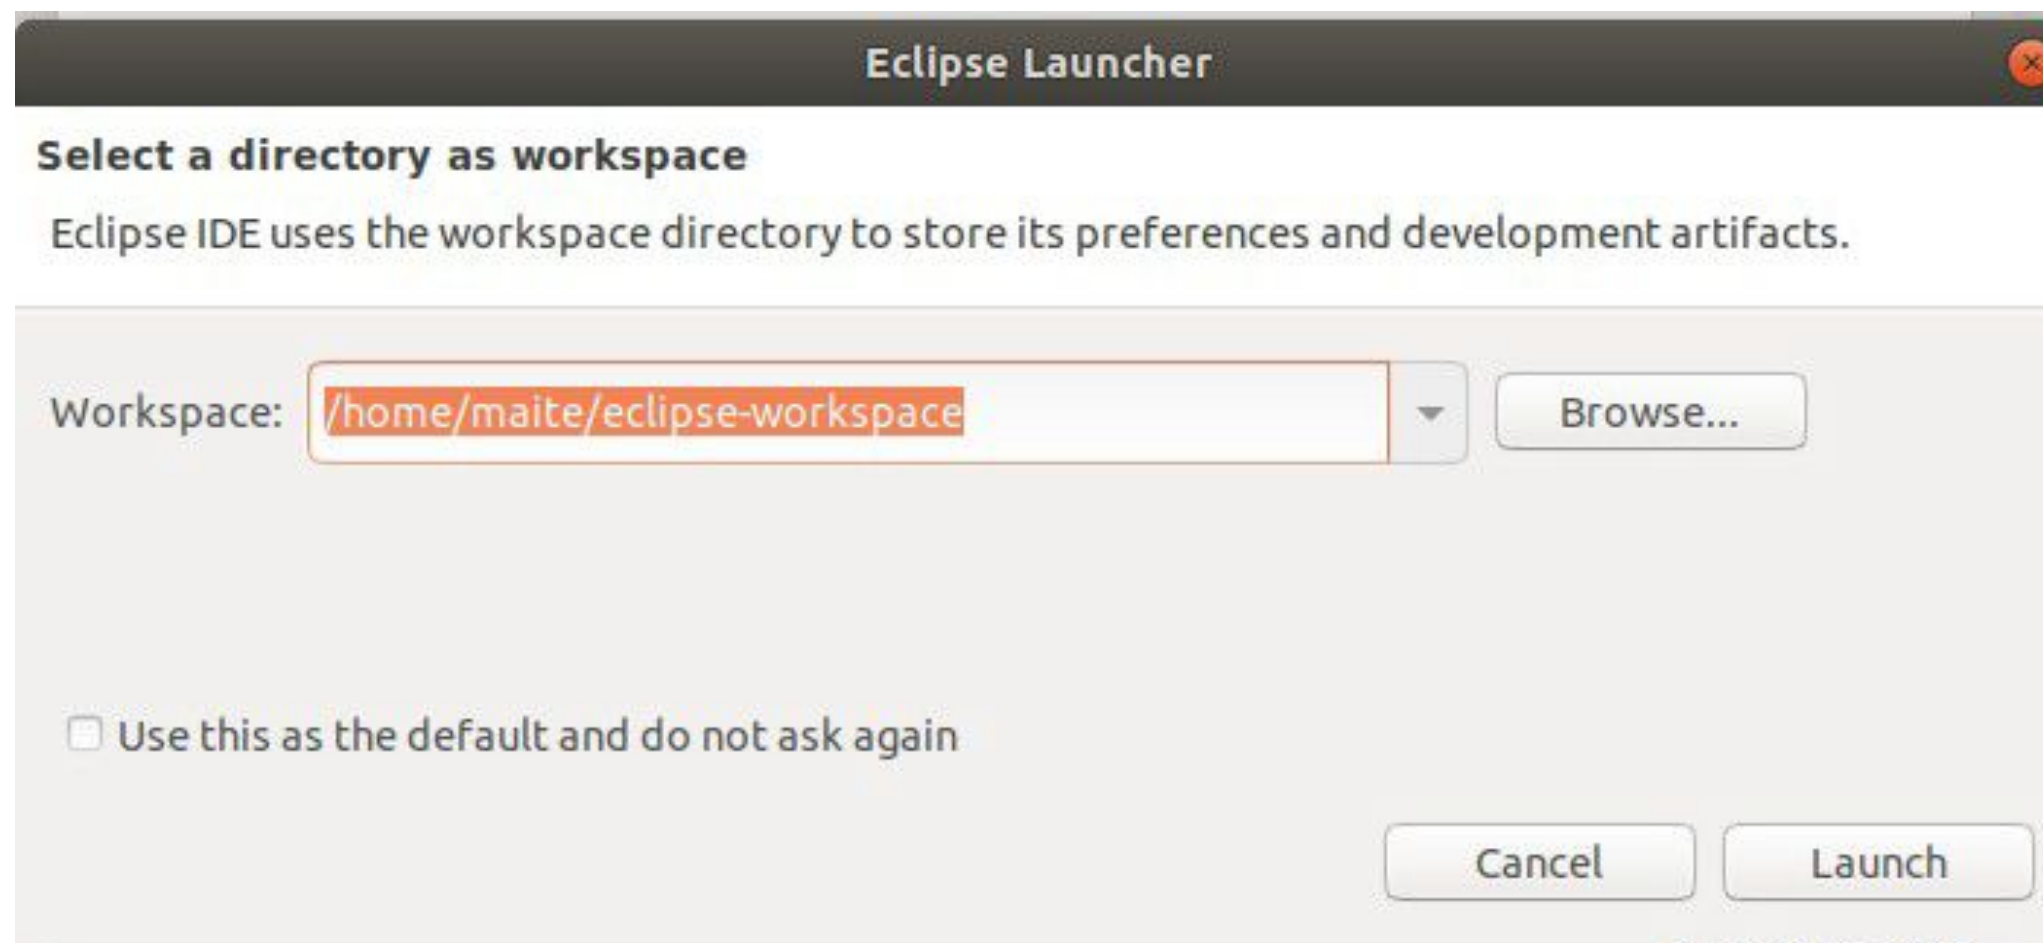 Eclipse Launcher
Select a directory as workspace
Eclipse IDE uses the workspace directory to store its preferences and development artifacts.
Workspace: /home/maite/eclipse-workspace Browse...
Use this as the default and do not ask again
Cancel Launch